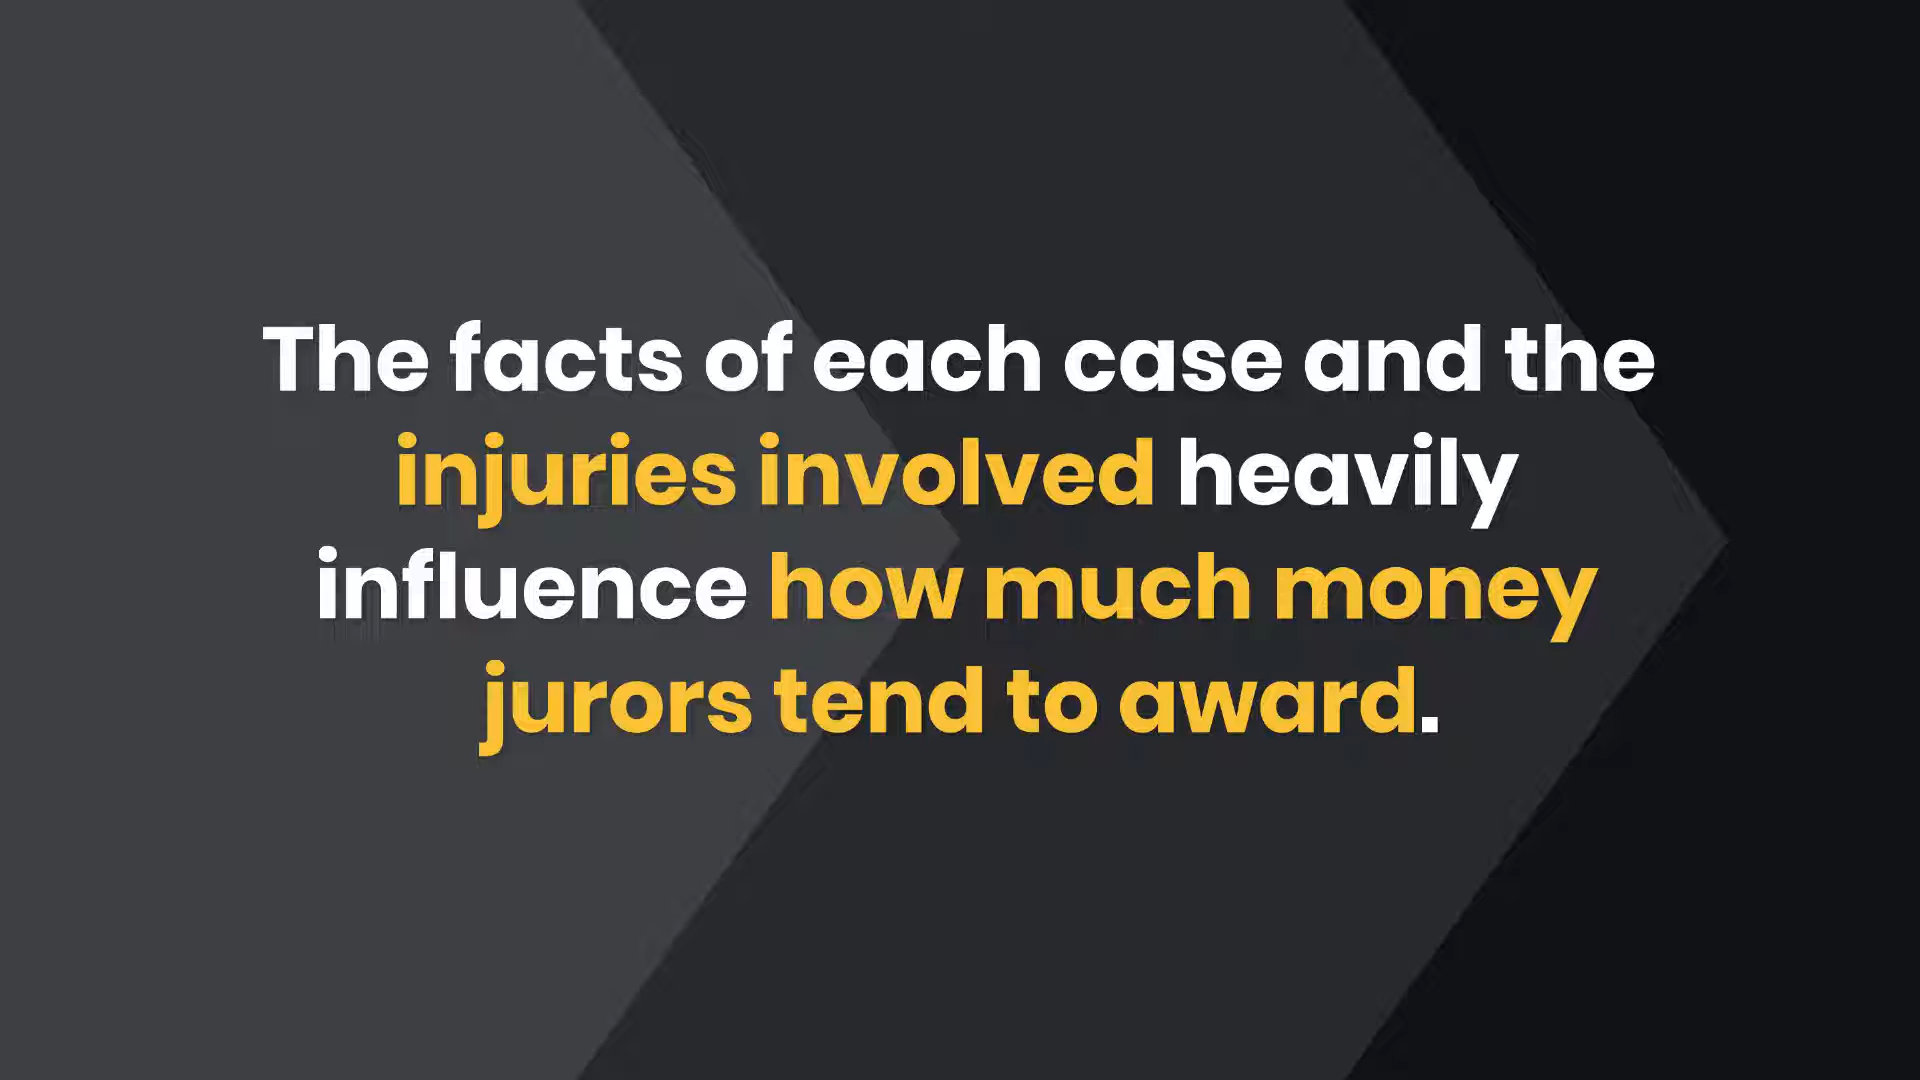 The facts of each case and the
injuries involved heavily
influence how much money
jurors tend to award.